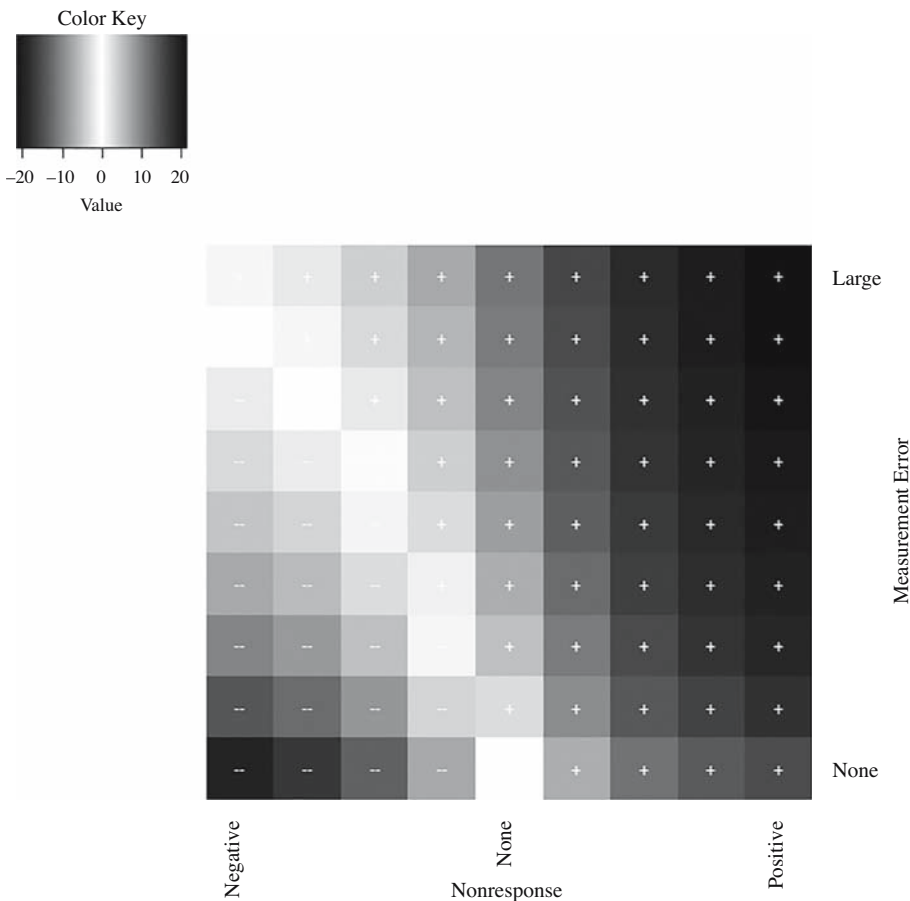 Color Key
–20 –10 0 10 20
Value
+ + + + + + + + +
+ + + + + + + +
-- + + + + + + +
-- -- + + + + + +
-- -- -- + + + + + +
-- -- -- + + + + + +
-- -- -- -- + + + + +
-- -- -- -- + + + + +
-- -- -- -- + + + +
Large
None
Measurement Error
Negative
None
Positive
Nonresponse